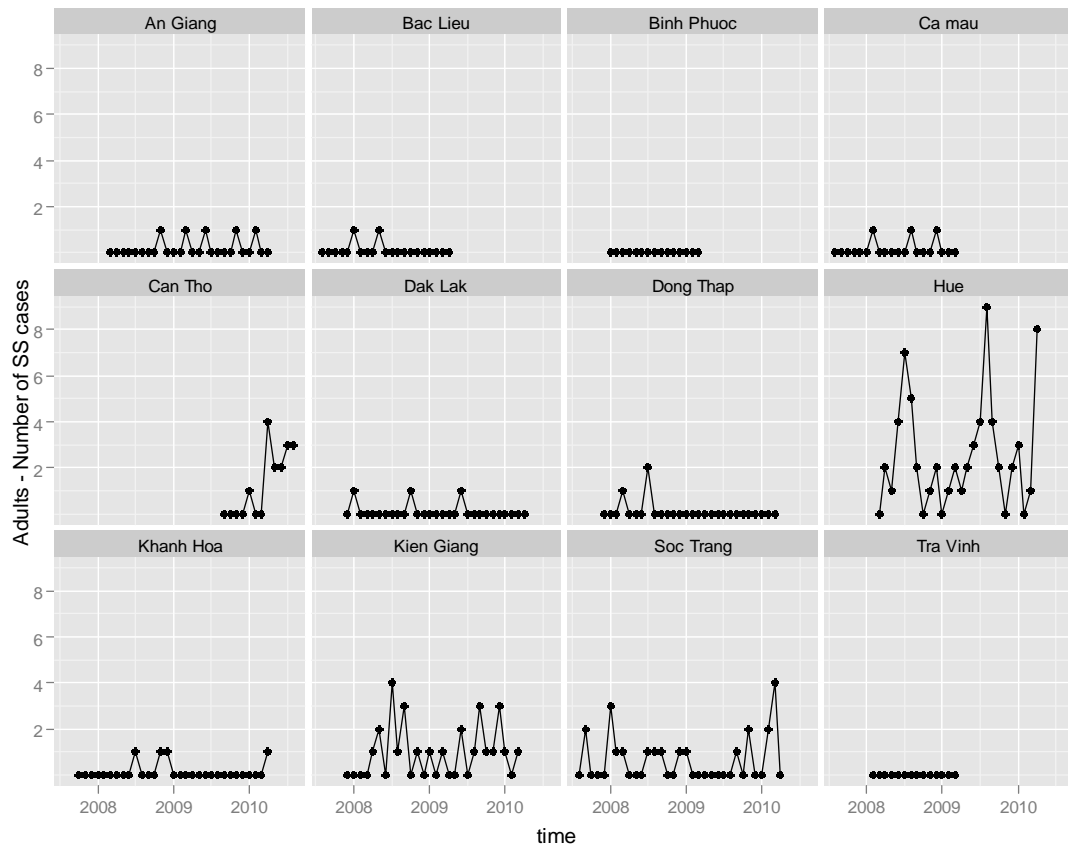 An Giang
Bac Lieu
Binh Phuoc
Ca mau
8
6
4
2
Can Tho
Dak Lak
Dong Thap
Hue
8
6
4
2
Khanh Hoa
Kien Giang
Soc Trang
Tra Vinh
8
6
4
2
2008 2009 2010
2008 2009 2010
2008 2009 2010
2008 2009 2010
Adults - Number of SS cases
time